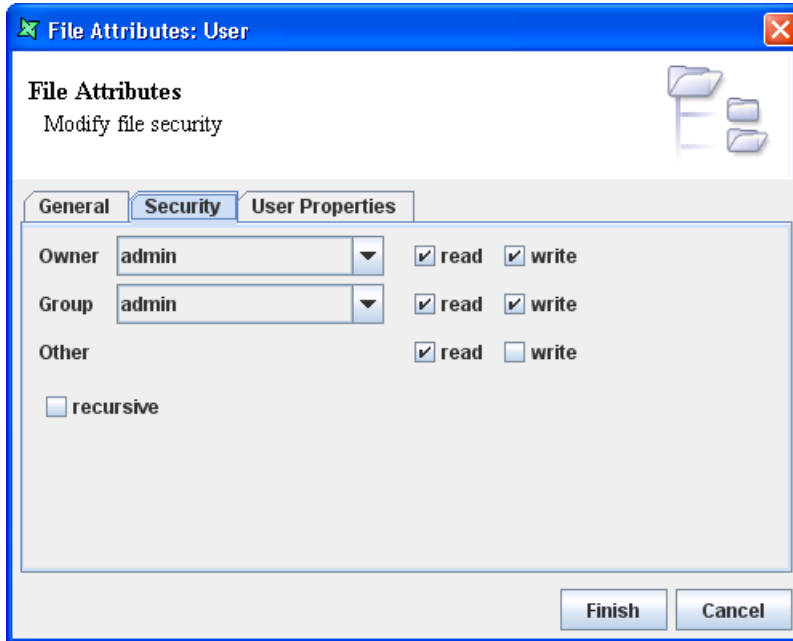 File Attributes: User
File Attributes
Modify file security
General Security User Properties
Owner admin read write
Group admin read write
Other read write
recursive
Finish Cancel